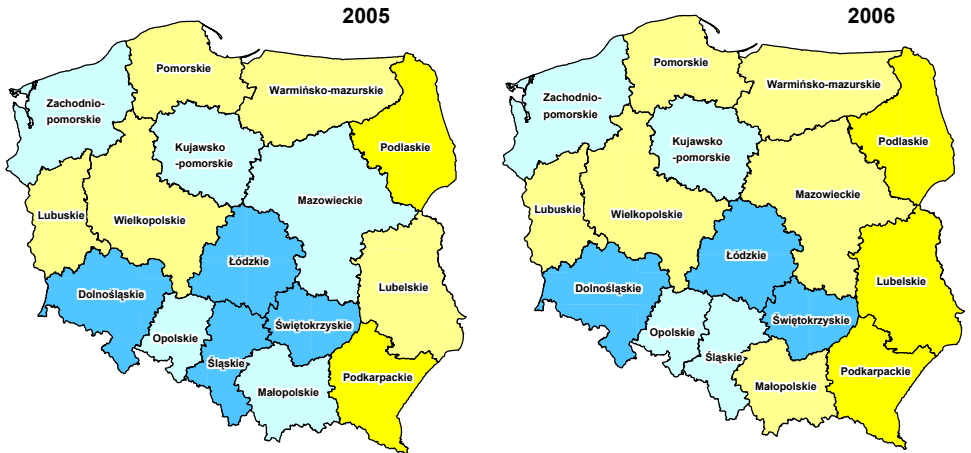 2005
Pomorskie
Warmińsko-mazurskie
Zachodnio-
pomorskie
Kujawsko
-pomorskie
Podlaskie
Mazowieckie
Lubuskie
Wielkopolskie
Łódzkie
Dolnośląskie
Lubelskie
Świętokrzyskie
Opolskie
Śląskie
Podkarpackie
Małopolskie
2006
Pomorskie
Warmińsko-mazurskie
Zachodnio-
pomorskie
Kujawsko
-pomorskie
Podlaskie
Mazowieckie
Lubuskie
Wielkopolskie
Łódzkie
Dolnośląskie
Lubelskie
Świętokrzyskie
Opolskie
Śląskie
Podkarpackie
Małopolskie